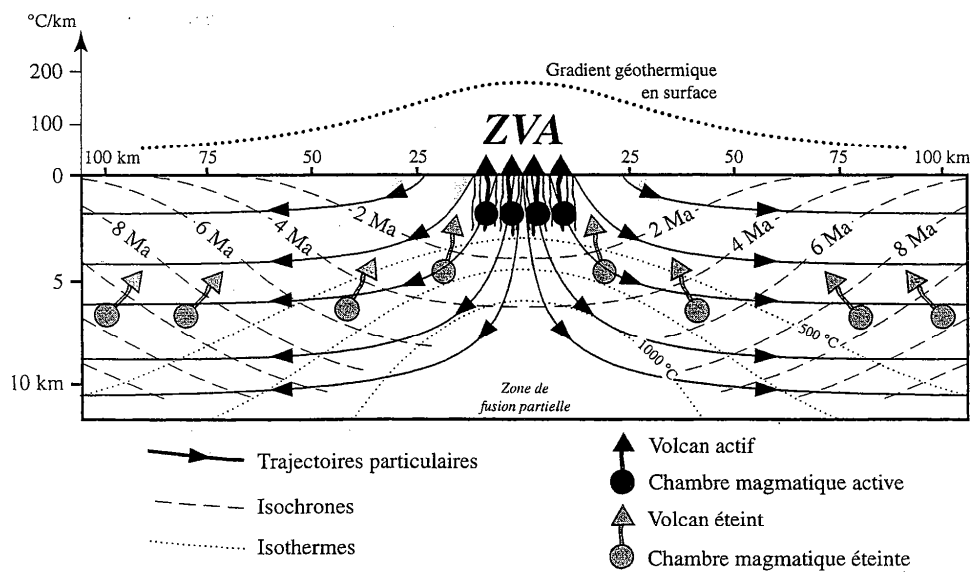 °C/km
200
100
0
5
10 km
Gradient géothermique
en surface
ZVA
100 km
75
50
25
25
50
75
100 km
8 Ma
6 Ma
4 Ma
2 Ma
2 Ma
4 Ma
6 Ma
8 Ma
500 °C
1000 °C
Zone de
fusion partielle
Trajectoires particulaires
Isochrones
Isothermes
Volcan actif
Chambre magmatique active
Volcan éteint
Chambre magmatique éteinte